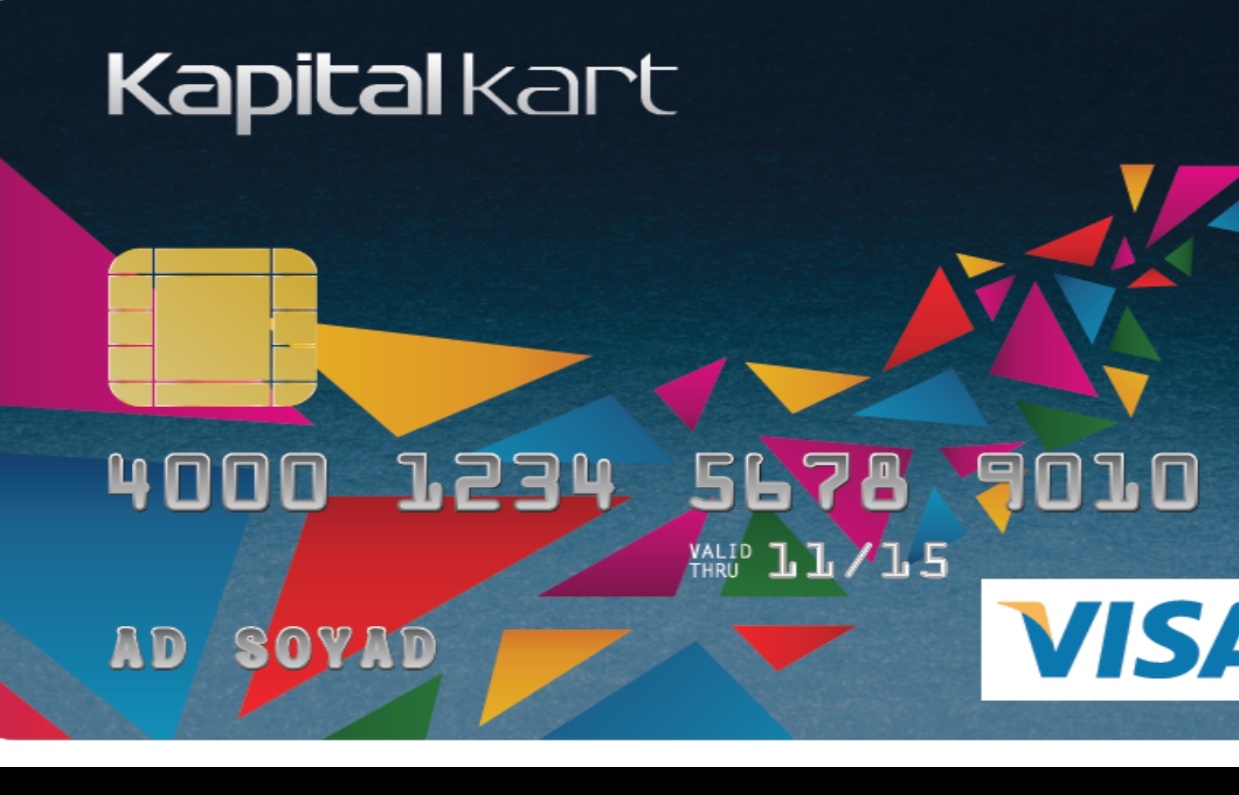 Kapital kart
4000 1234 5678 9010
VALID THRU 11/15
AD SOYAD
VISA